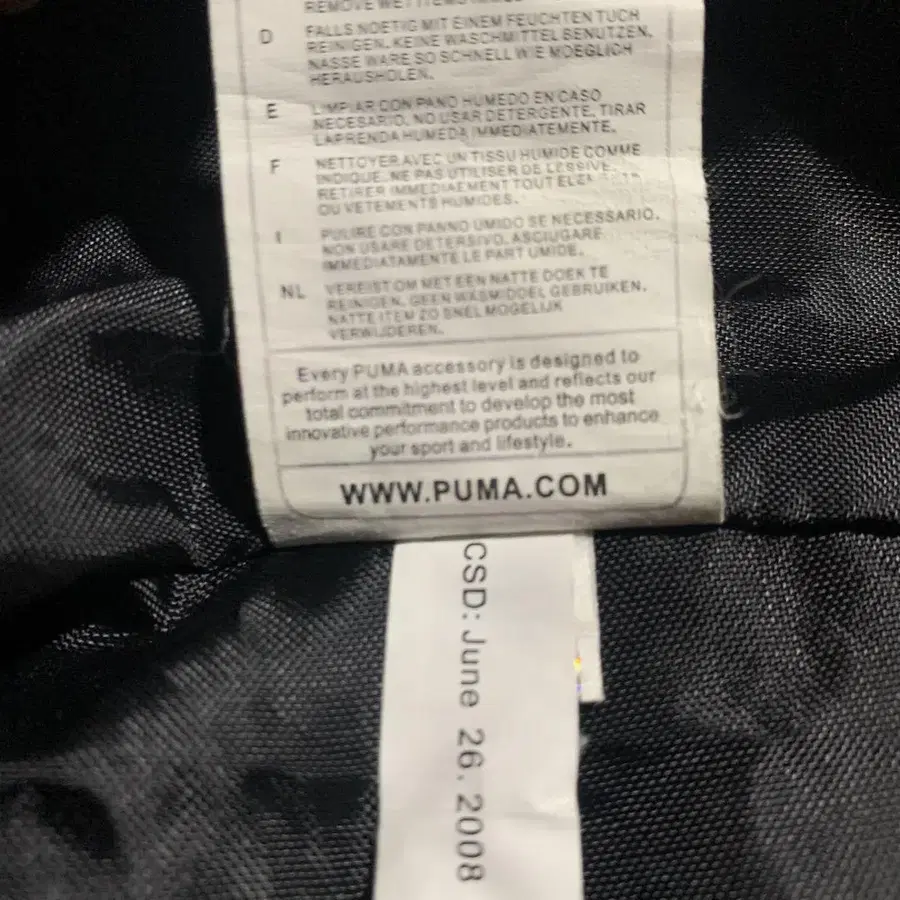 REMOVE WET ITEMS
D FALLS NOETIG MIT EINEM FEUCHTEN TUCH
REINIGEN. KEINE WASCHMITTEL BENUTZEN.
NASSE WARE SO SCHNELL WIE MOEGLICH
HERAUSHOLEN.
E LIMPIAR CON PANO HUMEDO EN CASO
NECESARIO. NO USAR DETERGENTE. TIRAR
LAPRENDA HUMEDA IMMEDIATEMENTE.
F NETTOYER AVEC UN TISSU HUMIDE COMME
INDIQUE. NE PAS UTILISER DE LESSIVE.
RETIRER IMMEDIAEMENT TOUT
OU VETEMENTS HUMIDES.
I PULIRE CON PANNO UMIDO SE NECESSARIO.
NON USARE DETERSIVO. ASCIUGARE
IMMEDIATAMENTE LE PART UMIDE.
NL VEREIST OM MET EEN NATTE DOEK TE
REINIGEN. GEEN WASMIDDEL GEBRUIKEN.
NATTE ITEM ZO SNEL MOGELIJK
VERWIJDEREN.
Every PUMA accessory is designed to
perform at the highest level and reflects our
total commitment to develop the most
innovative performance products to enhance
your sport and lifestyle.
WWW.PUMA.COM
CSD: June 26. 2008